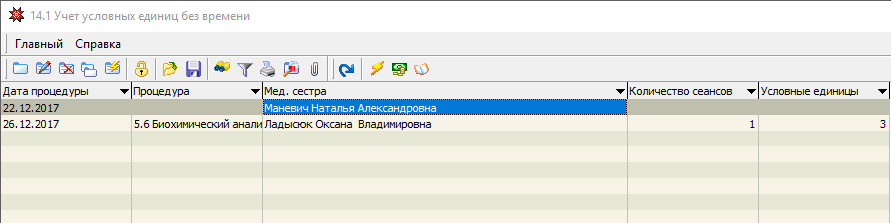 14.1 Учет условных единиц без времени
Главный Справка
Дата процедуры Процедура Мед. сестра Количество сеансов Условные единицы
22.12.2017 Маневич Наталья Александровна
26.12.2017 5.6 Биохимический анали Ладысюк Оксана Владимировна 1 3